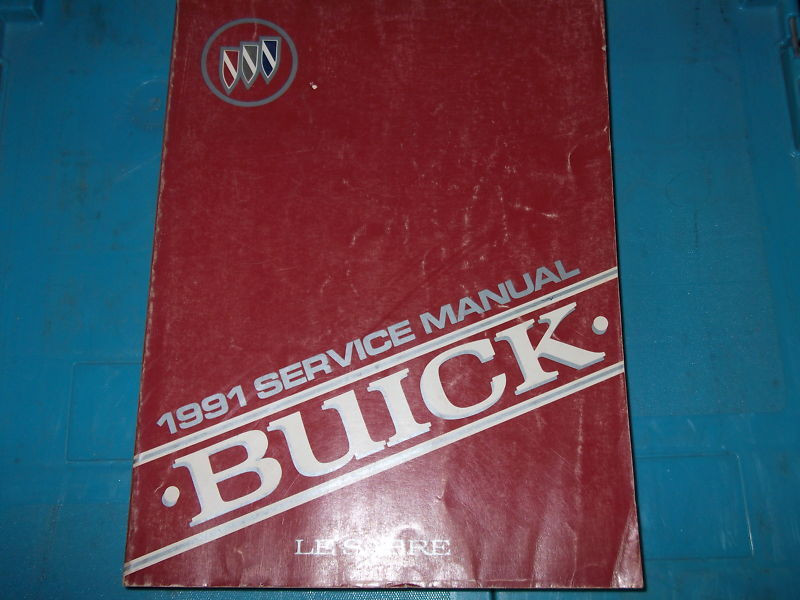 1991 SERVICE MANUAL
·BUICK·
LE SABRE